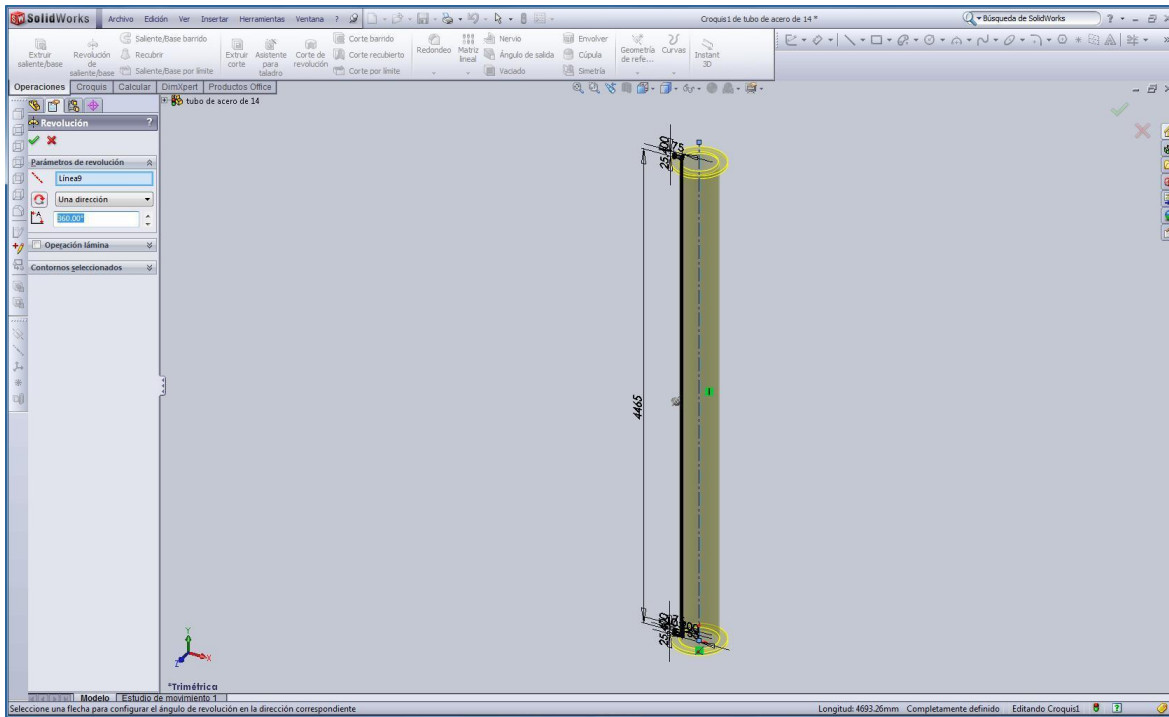 SolidWorks Archivo Edición Ver Insertar Herramientas Ventana ? Croquis1 de tubo de acero de 14 * Búsqueda de SolidWorks ?
Extruir saliente/base
Revolución de saliente/base
Saliente/Base barrido
Recubrir
Saliente/Base por límite
Extruir corte
Asistente para taladro
Corte de revolución
Corte barrido
Corte recubierto
Corte por límite
Redondeo
Matriz lineal
Nervio
Ángulo de salida
Vaciado
Envolver
Cúpula
Simetría
Geometría de refe...
Curvas
Instant 3D
Operaciones Croquis Calcular DimXpert Productos Office
tubo de acero de 14
Revolución ?
Parámetros de revolución
Línea9
Una dirección
360.00°
Operación lámina
Contornos seleccionados
75
4465
Y
X
Z
*Trimétrica
Modelo Estudio de movimiento 1
Seleccione una flecha para configurar el ángulo de revolución en la dirección correspondiente Longitud: 4693.26mm Completamente definido Editando Croquis1